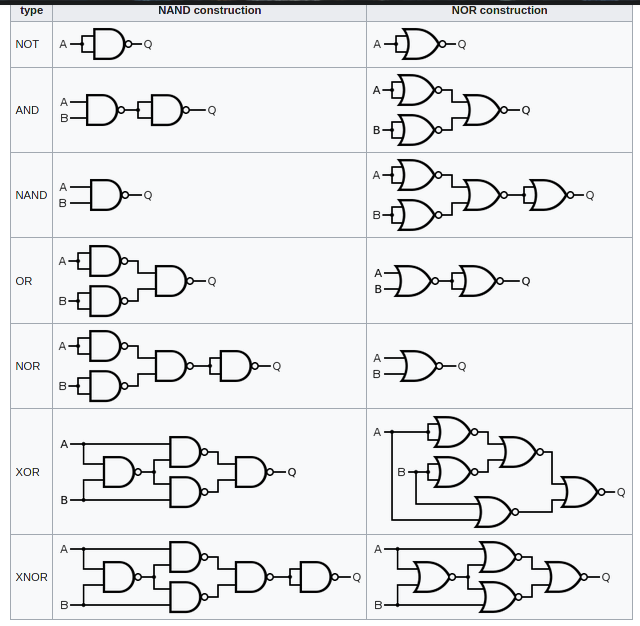 type NAND construction NOR construction
NOT A Q A Q
AND A B Q A B Q
NAND A B Q A B Q
OR A B Q A B Q
NOR A B Q A B Q
XOR A B Q A B Q
XNOR A B Q A B Q